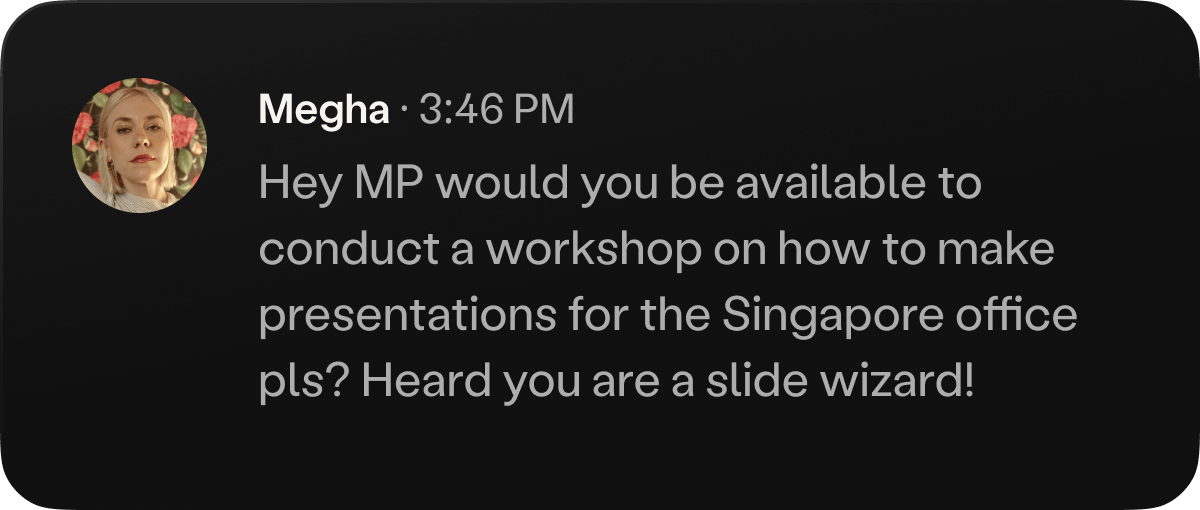 Megha · 3:46 PM
Hey MP would you be available to
conduct a workshop on how to make
presentations for the Singapore office
pls? Heard you are a slide wizard!